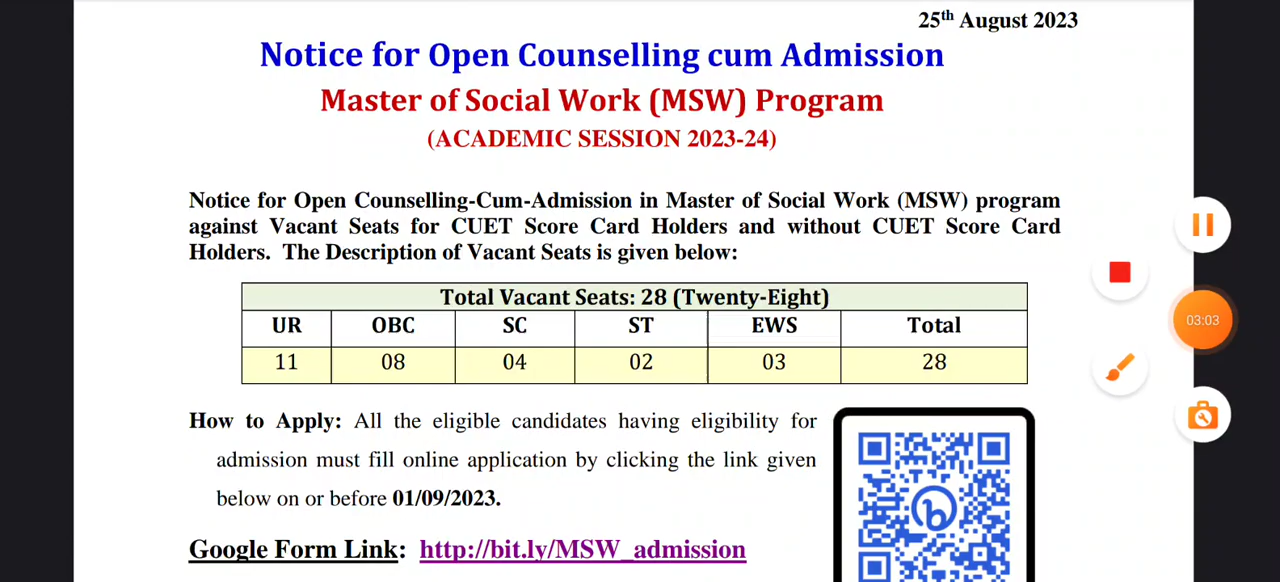 25th August 2023
Notice for Open Counselling cum Admission
Master of Social Work (MSW) Program
(ACADEMIC SESSION 2023-24)
Notice for Open Counselling-Cum-Admission in Master of Social Work (MSW) program
against Vacant Seats for CUET Score Card Holders and without CUET Score Card
Holders. The Description of Vacant Seats is given below:
Total Vacant Seats: 28 (Twenty-Eight)
UR OBC SC ST EWS Total
11 08 04 02 03 28
How to Apply: All the eligible candidates having eligibility for
admission must fill online application by clicking the link given
below on or before 01/09/2023.
Google Form Link: http://bit.ly/MSW_admission
03:03